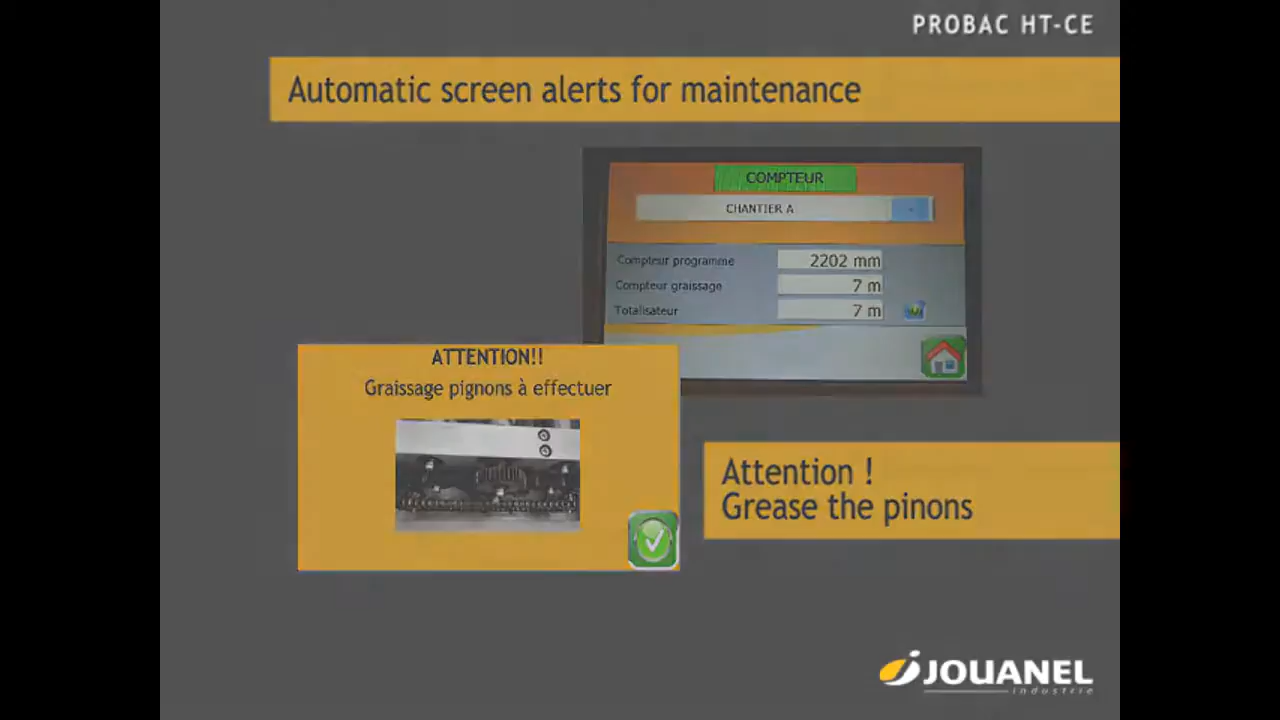 PROBAC HT-CE
Automatic screen alerts for maintenance
COMPTEUR
CHANTIER A
Compteur programme 2202 mm
Compteur graissage 7 m
Totalisateur 7 m
ATTENTION!!
Graissage pignons à effectuer
Attention !
Grease the pinons
JOUANEL
industrie